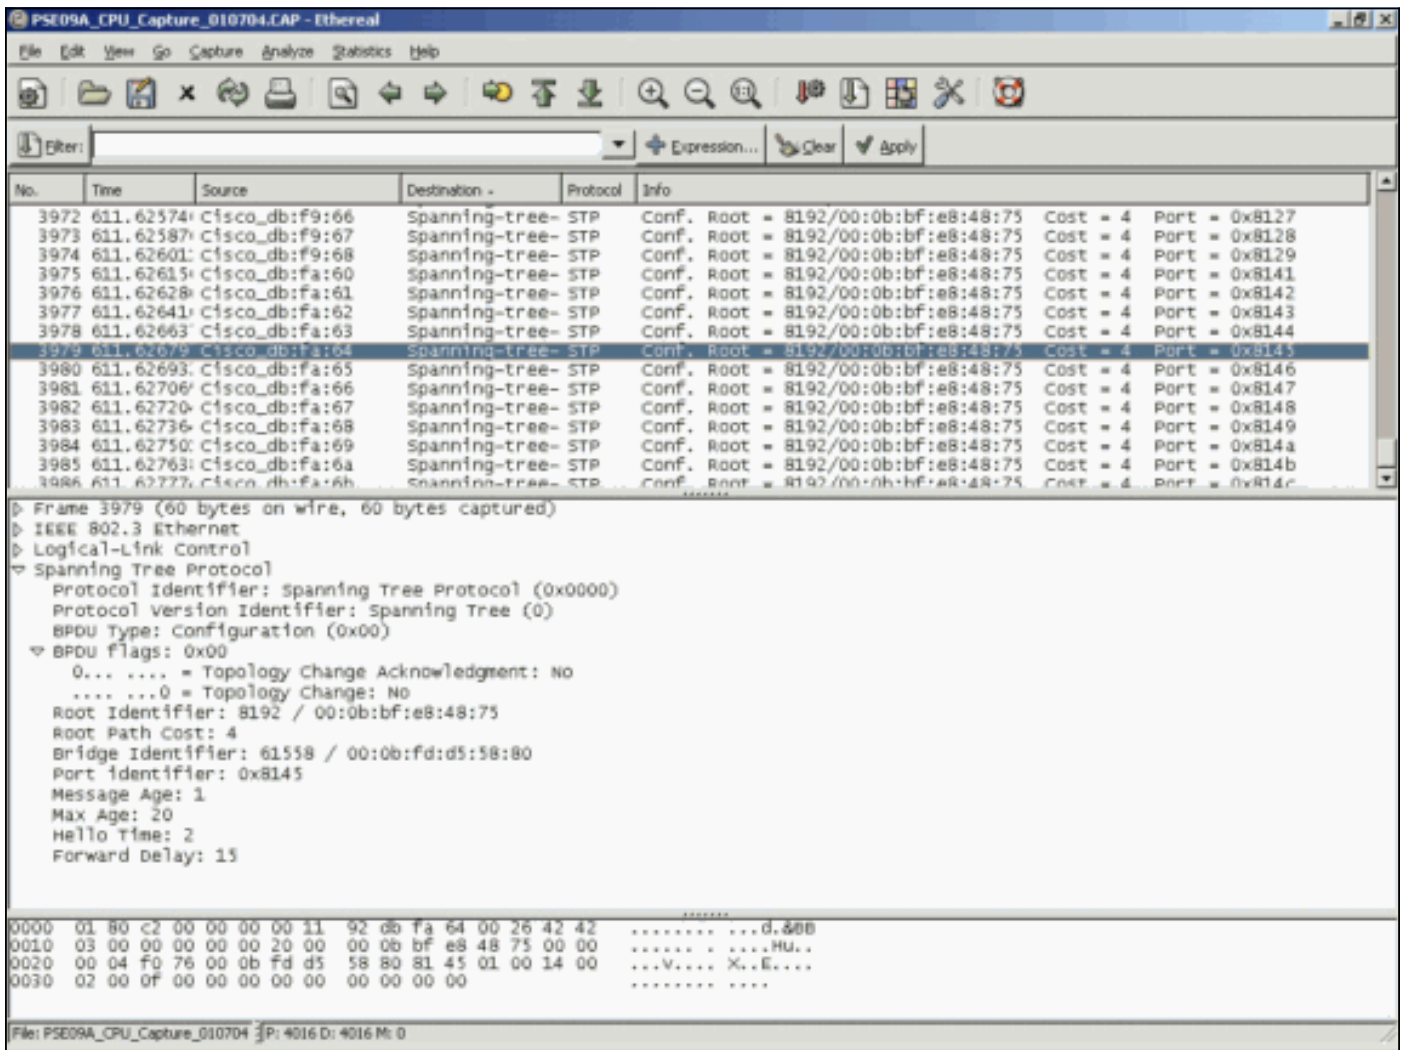 PSE09A_CPU_Capture_010704.CAP - Ethereal
File Edit View Go Capture Analyze Statistics Help
Filter: Expression... Clear Apply
No. Time Source Destination Protocol Info
3972 611.62574 Cisco_db:f9:66 Spanning-tree- STP Conf. Root = 8192/00:0b:bf:e8:48:75 Cost = 4 Port = 0x8127
3973 611.62587 Cisco_db:f9:67 Spanning-tree- STP Conf. Root = 8192/00:0b:bf:e8:48:75 Cost = 4 Port = 0x8128
3974 611.62601 Cisco_db:f9:68 Spanning-tree- STP Conf. Root = 8192/00:0b:bf:e8:48:75 Cost = 4 Port = 0x8129
3975 611.62615 Cisco_db:fa:60 Spanning-tree- STP Conf. Root = 8192/00:0b:bf:e8:48:75 Cost = 4 Port = 0x8141
3976 611.62628 Cisco_db:fa:61 Spanning-tree- STP Conf. Root = 8192/00:0b:bf:e8:48:75 Cost = 4 Port = 0x8142
3977 611.62641 Cisco_db:fa:62 Spanning-tree- STP Conf. Root = 8192/00:0b:bf:e8:48:75 Cost = 4 Port = 0x8143
3978 611.62663 Cisco_db:fa:63 Spanning-tree- STP Conf. Root = 8192/00:0b:bf:e8:48:75 Cost = 4 Port = 0x8144
3979 611.62679 Cisco_db:fa:64 Spanning-tree- STP Conf. Root = 8192/00:0b:bf:e8:48:75 Cost = 4 Port = 0x8145
3980 611.62693 Cisco_db:fa:65 Spanning-tree- STP Conf. Root = 8192/00:0b:bf:e8:48:75 Cost = 4 Port = 0x8146
3981 611.62706 Cisco_db:fa:66 Spanning-tree- STP Conf. Root = 8192/00:0b:bf:e8:48:75 Cost = 4 Port = 0x8147
3982 611.62720 Cisco_db:fa:67 Spanning-tree- STP Conf. Root = 8192/00:0b:bf:e8:48:75 Cost = 4 Port = 0x8148
3983 611.62736 Cisco_db:fa:68 Spanning-tree- STP Conf. Root = 8192/00:0b:bf:e8:48:75 Cost = 4 Port = 0x8149
3984 611.62750 Cisco_db:fa:69 Spanning-tree- STP Conf. Root = 8192/00:0b:bf:e8:48:75 Cost = 4 Port = 0x814a
3985 611.62763 Cisco_db:fa:6a Spanning-tree- STP Conf. Root = 8192/00:0b:bf:e8:48:75 Cost = 4 Port = 0x814b
3986 611.62777 Cisco_db:fa:6b Spanning-tree- STP Conf. Root = 8192/00:0b:bf:e8:48:75 Cost = 4 Port = 0x814c
Frame 3979 (60 bytes on wire, 60 bytes captured)
IEEE 802.3 Ethernet
Logical-Link Control
Spanning Tree Protocol
Protocol Identifier: Spanning Tree Protocol (0x0000)
Protocol Version Identifier: Spanning Tree (0)
BPDU Type: Configuration (0x00)
BPDU flags: 0x00
0... .... = Topology Change Acknowledgment: No
.... ...0 = Topology Change: No
Root Identifier: 8192 / 00:0b:bf:e8:48:75
Root Path Cost: 4
Bridge Identifier: 61558 / 00:0b:fd:d5:58:80
Port identifier: 0x8145
Message Age: 1
Max Age: 20
Hello Time: 2
Forward Delay: 15
0000 01 80 c2 00 00 00 00 11 92 db fa 64 00 26 42 42 ........ ...d.&BB
0010 03 00 00 00 00 00 20 00 00 0b bf e8 48 75 00 00 ...... . ....Hu..
0020 00 04 f0 76 00 0b fd d5 58 80 81 45 01 00 14 00 ...v.... X..E....
0030 02 00 0f 00 00 00 00 00 00 00 00 00 ........ ....
File: PSE09A_CPU_Capture_010704 P: 4016 D: 4016 M: 0